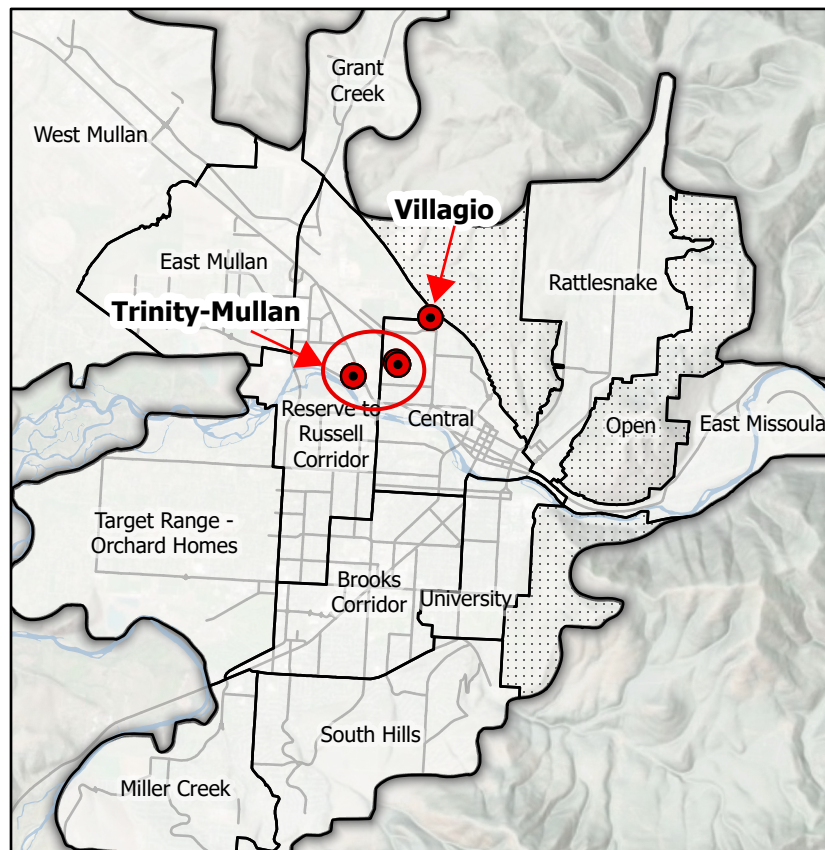 Grant
Creek
West Mullan
Villagio
East Mullan
Rattlesnake
Trinity-Mullan
Reserve to
Russell
Corridor
Central
Open
East Missoula
Target Range -
Orchard Homes
Brooks
Corridor
University
South Hills
Miller Creek